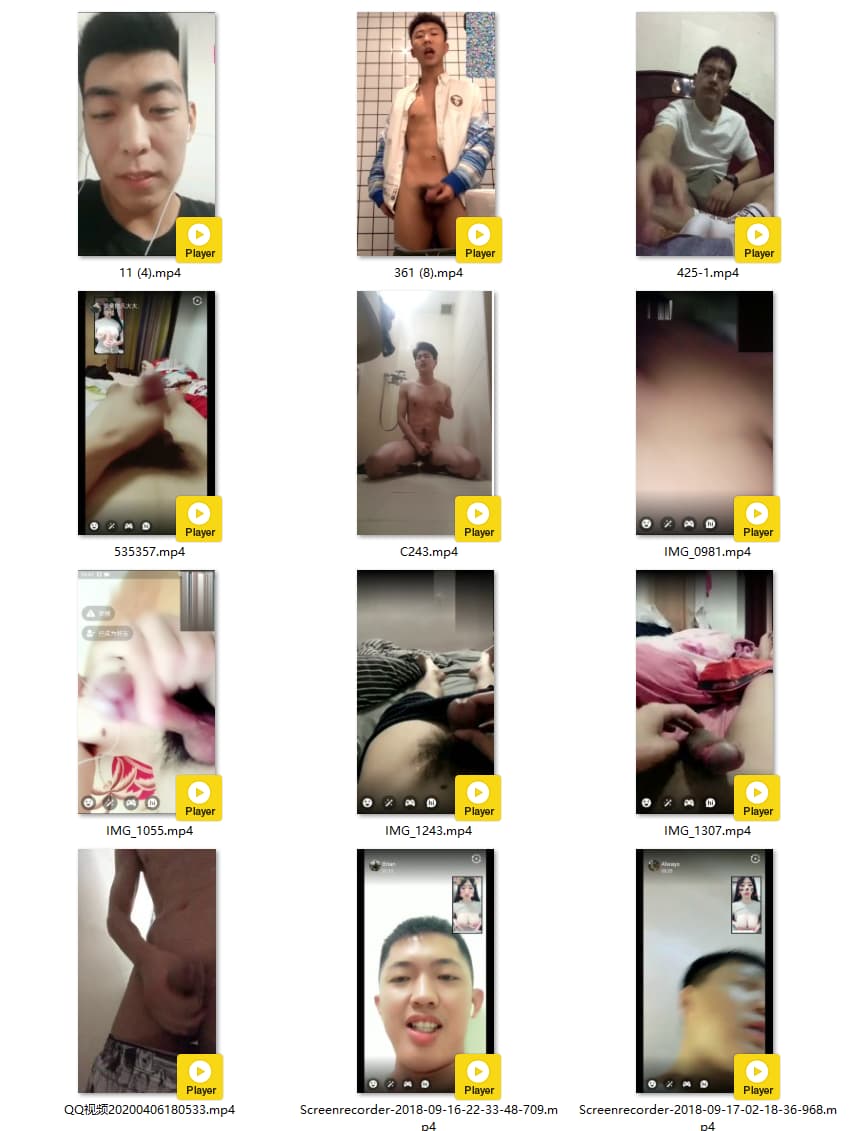 Player
Player
Player
11 (4).mp4
361 (8).mp4
425-1.mp4
Player
Player
Player
535357.mp4
C243.mp4
IMG_0981.mp4
Player
Player
Player
IMG_1055.mp4
IMG_1243.mp4
IMG_1307.mp4
Brian
Always
Player
Player
Player
QQ视频20200406180533.mp4
Screenrecorder-2018-09-16-22-33-48-709.m
p4
Screenrecorder-2018-09-17-02-18-36-968.m
p4